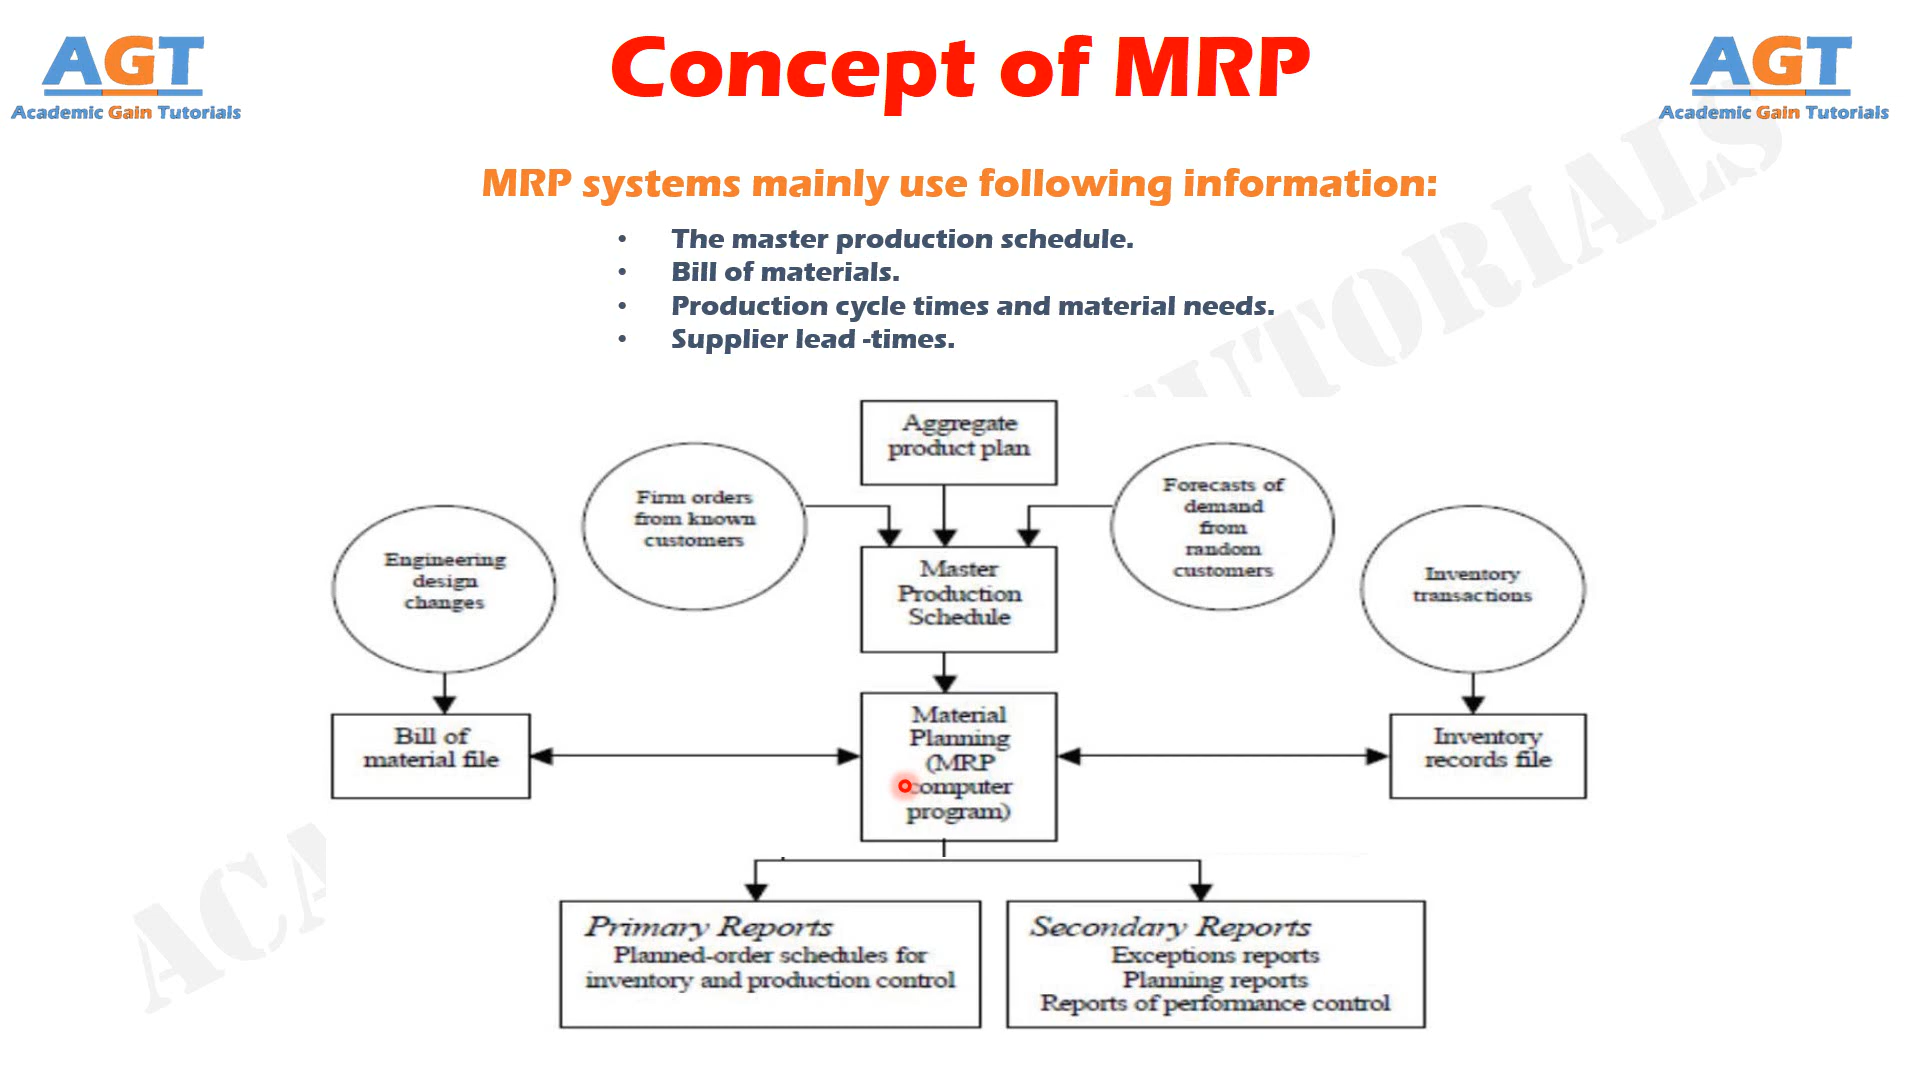 AGT
Academic Gain Tutorials
Concept of MRP
AGT
Academic Gain Tutorials
MRP systems mainly use following information:
• The master production schedule.
• Bill of materials.
• Production cycle times and material needs.
• Supplier lead -times.
Aggregate
product plan
Firm orders
from known
customers
Forecasts of
demand
from
random
customers
Engineering
design
changes
Master
Production
Schedule
Inventory
transactions
Bill of
material file
Material
Planning
(MRP
computer
program)
Inventory
records file
Primary Reports
Planned-order schedules for
inventory and production control
Secondary Reports
Exceptions reports
Planning reports
Reports of performance control